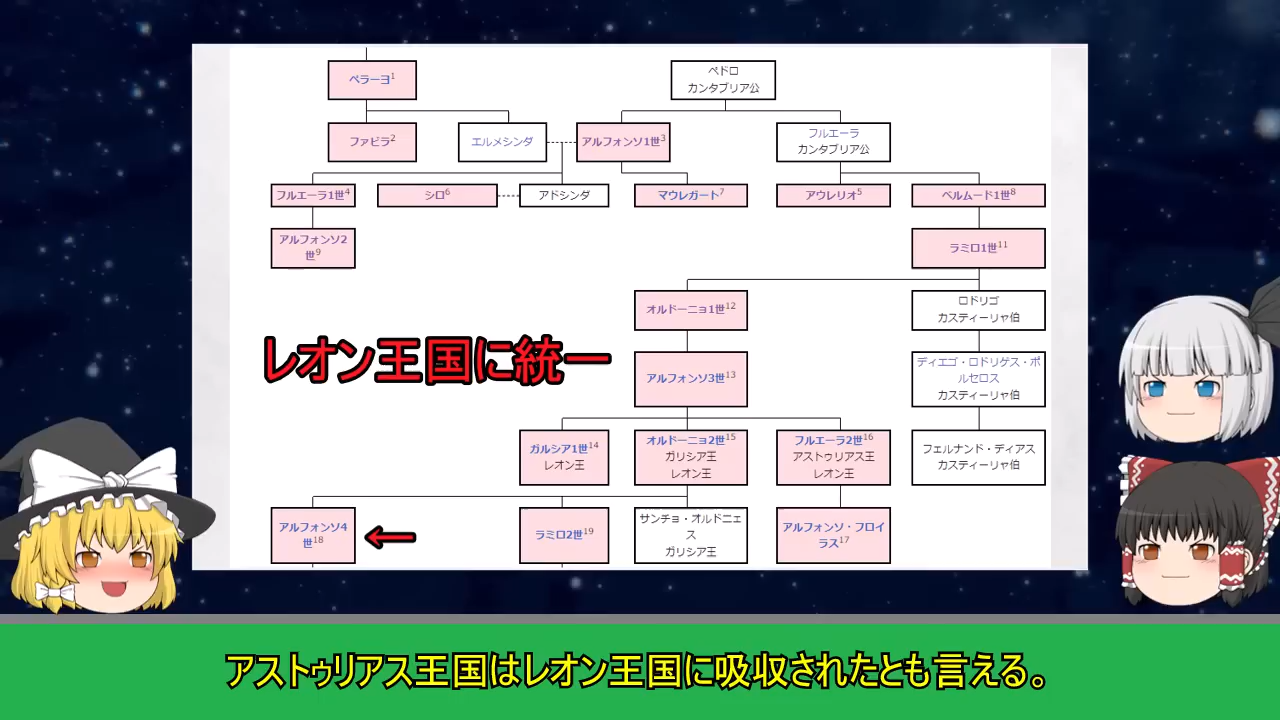 ペラーヨ1
ペドロ
カンタブリア公
ファビラ2
エルメシンダ
アルフォンソ1世3
フルエーラ
カンタブリア公
フルエーラ1世4
シロ6
アドシンダ
マウレガート7
アウレリオ5
ベルムード1世8
アルフォンソ2
世9
ラミロ1世11
オルドーニョ1世12
ロドリゴ
カスティーリャ伯
レオン王国に統一
アルフォンソ3世13
ディエゴ・ロドリゲス・ポ
ルセロス
カスティーリャ伯
ガルシア1世14
レオン王
オルドーニョ2世15
ガリシア王
レオン王
フルエーラ2世16
アストゥリアス王
レオン王
フェルナンド・ディアス
カスティーリャ伯
アルフォンソ4
世18
ラミロ2世19
サンチョ・オルドニェ
ス
ガリシア王
アルフォンソ・フロイ
ラス17
アストゥリアス王国はレオン王国に吸収されたとも言える。